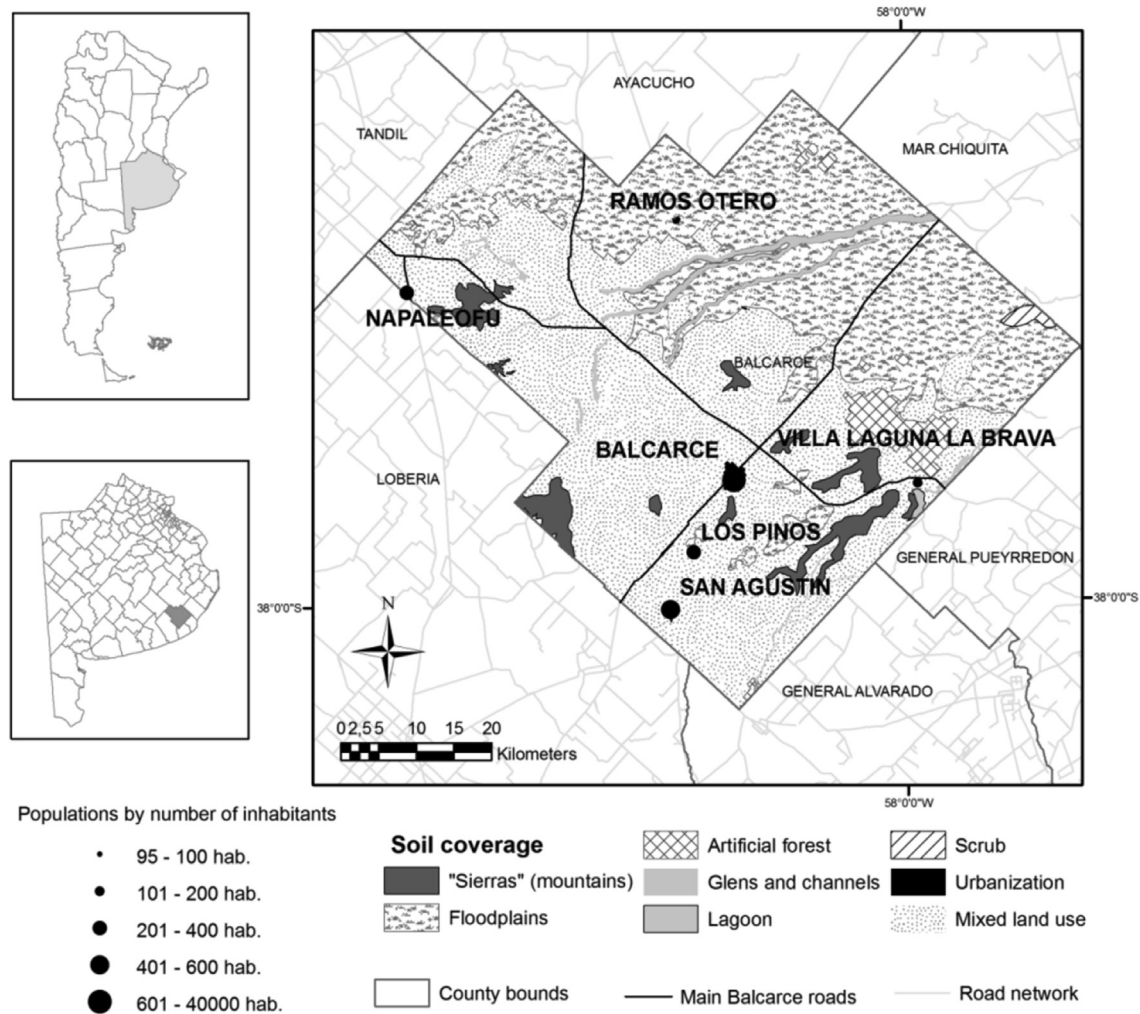 58°0'0"W
AYACUCHO
TANDIL
MAR CHIQUITA
RAMOS OTERO
NAPALEOFU
BALCARCE
VILLA LAGUNA LA BRAVA
BALCARCE
LOBERIA
LOS PINOS
GENERAL PUEYRREDON
SAN AGUSTIN
38°0'0"S
38°0'0"S
N
GENERAL ALVARADO
0 2,5 5 10 15 20
Kilometers
58°0'0"W
Populations by number of inhabitants
95 - 100 hab.
101 - 200 hab.
201 - 400 hab.
401 - 600 hab.
601 - 40000 hab.
Soil coverage
"Sierras" (mountains)
Floodplains
Artificial forest
Glens and channels
Lagoon
Scrub
Urbanization
Mixed land use
County bounds
Main Balcarce roads
Road network